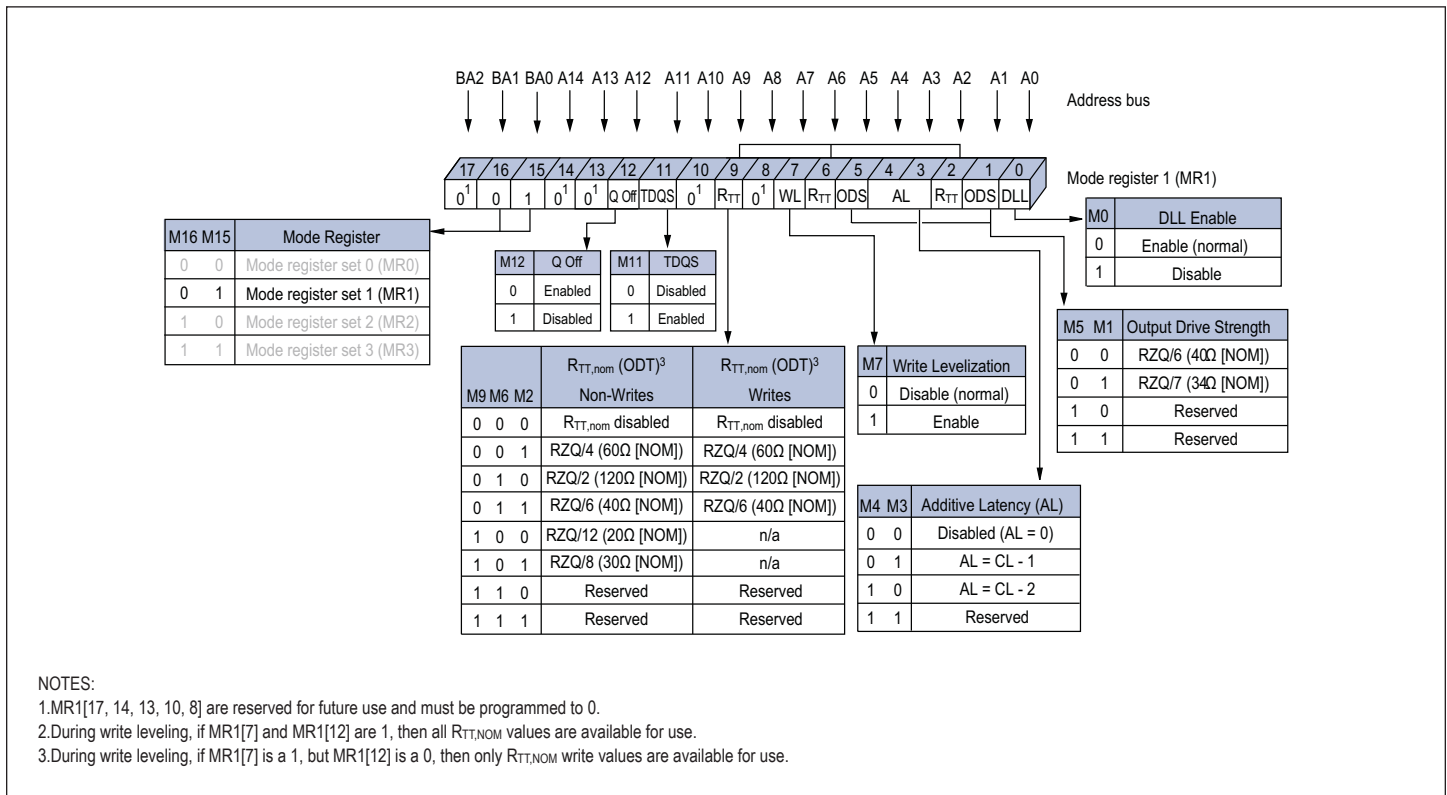 BA2 BA1 BA0 A14 A13 A12 A11 A10 A9 A8 A7 A6 A5 A4 A3 A2 A1 A0
Address bus
17 16 15 14 13 12 11 10 9 8 7 6 5 4 3 2 1 0
Mode register 1 (MR1)
0¹ 0 1 0¹ 0¹ Q Off TDQS 0¹ RTT 0¹ WL RTT ODS AL RTT ODS DLL
M16 M15 Mode Register
0 0 Mode register set 0 (MR0)
0 1 Mode register set 1 (MR1)
1 0 Mode register set 2 (MR2)
1 1 Mode register set 3 (MR3)
M12 Q Off
0 Enabled
1 Disabled
M11 TDQS
0 Disabled
1 Enabled
M0 DLL Enable
0 Enable (normal)
1 Disable
M5 M1 Output Drive Strength
0 0 RZQ/6 (40Ω [NOM])
0 1 RZQ/7 (34Ω [NOM])
1 0 Reserved
1 1 Reserved
RTT,nom (ODT)³ RTT,nom (ODT)³
M9 M6 M2 Non-Writes Writes
0 0 0 RTT,nom disabled RTT,nom disabled
0 0 1 RZQ/4 (60Ω [NOM]) RZQ/4 (60Ω [NOM])
0 1 0 RZQ/2 (120Ω [NOM]) RZQ/2 (120Ω [NOM])
0 1 1 RZQ/6 (40Ω [NOM]) RZQ/6 (40Ω [NOM])
1 0 0 RZQ/12 (20Ω [NOM]) n/a
1 0 1 RZQ/8 (30Ω [NOM]) n/a
1 1 0 Reserved Reserved
1 1 1 Reserved Reserved
M7 Write Levelization
0 Disable (normal)
1 Enable
M4 M3 Additive Latency (AL)
0 0 Disabled (AL = 0)
0 1 AL = CL - 1
1 0 AL = CL - 2
1 1 Reserved
NOTES:
1.MR1[17, 14, 13, 10, 8] are reserved for future use and must be programmed to 0.
2.During write leveling, if MR1[7] and MR1[12] are 1, then all RTT,NOM values are available for use.
3.During write leveling, if MR1[7] is a 1, but MR1[12] is a 0, then only RTT,NOM write values are available for use.